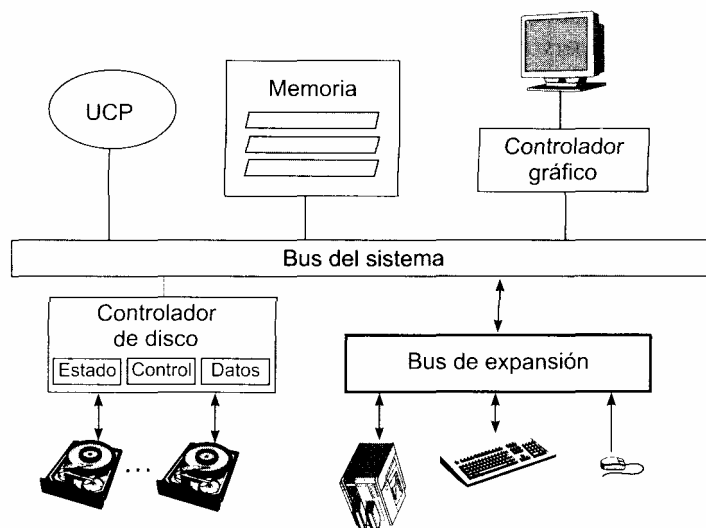 UCP
Memoria
Controlador
gráfico
Bus del sistema
Controlador
de disco
Estado
Control
Datos
Bus de expansión